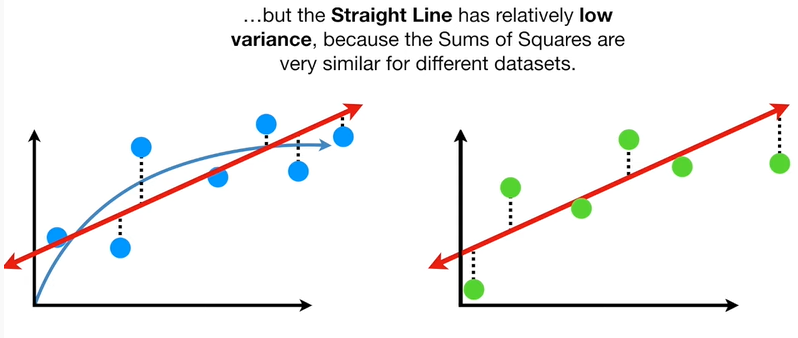 ...but the Straight Line has relatively low
variance, because the Sums of Squares are
very similar for different datasets.